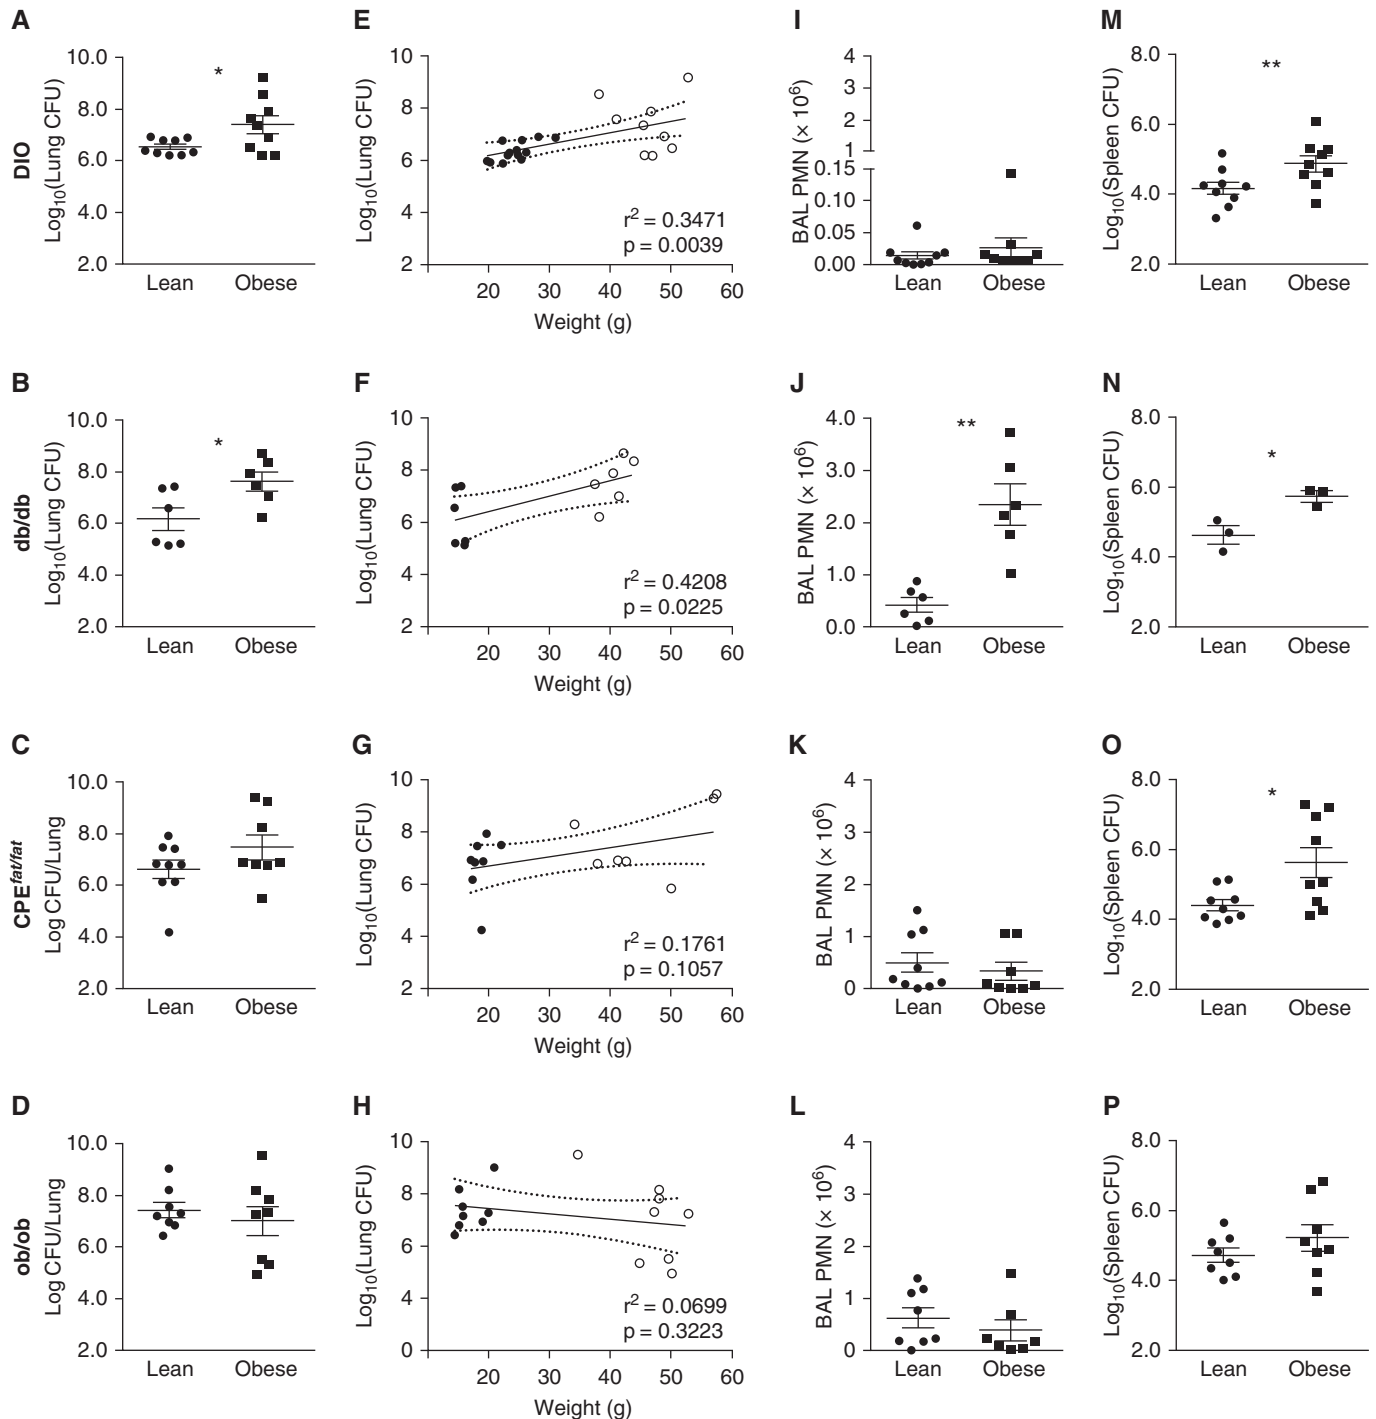 A E I M
DIO
Log10(Lung CFU)
10.0
8.0
6.0
4.0
2.0
*
Lean Obese
Log10(Lung CFU)
10
8
6
4
2
r2 = 0.3471
p = 0.0039
20 30 40 50 60
Weight (g)
BAL PMN (× 10^6)
4
3
2
1
0.15
0.10
0.05
0.00
Lean Obese
Log10(Spleen CFU)
8.0
6.0
4.0
2.0
**
Lean Obese
B F J N
db/db
Log10(Lung CFU)
10.0
8.0
6.0
4.0
2.0
*
Lean Obese
Log10(Lung CFU)
10
8
6
4
2
r2 = 0.4208
p = 0.0225
20 30 40 50 60
Weight (g)
BAL PMN (× 10^6)
4.0
3.0
2.0
1.0
0.0
**
Lean Obese
Log10(Spleen CFU)
8.0
6.0
4.0
2.0
*
Lean Obese
C G K O
CPEfat/fat
Log CFU/Lung
10.0
8.0
6.0
4.0
2.0
Lean Obese
Log10(Lung CFU)
10
8
6
4
2
r2 = 0.1761
p = 0.1057
20 30 40 50 60
Weight (g)
BAL PMN (× 10^6)
4
3
2
1
0
Lean Obese
Log10(Spleen CFU)
8.0
6.0
4.0
2.0
*
Lean Obese
D H L P
ob/ob
Log CFU/Lung
10.0
8.0
6.0
4.0
2.0
Lean Obese
Log10(Lung CFU)
10
8
6
4
0
r2 = 0.0699
p = 0.3223
20 30 40 50 60
Weight (g)
BAL PMN (× 10^6)
4
3
2
1
0
Lean Obese
Log10(Spleen CFU)
8.0
6.0
4.0
2.0
Lean Obese